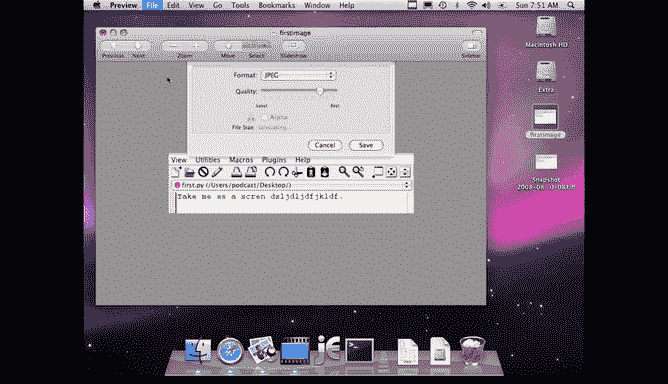 Preview File Edit View Go Tools Bookmarks Window Help Sun 7:51 AM
firstimage
Previous Next Zoom Move Select Slideshow Sidebar
Macintosh HD
Extra
firstimage
Snapshot
Format: JPEG
Quality:
Least Best
Alpha
File Size:
Cancel Save
View Utilities Macros Plugins Help
first.py (/Users/podcast/Desktop/)
Take me as a scren dsljdljdfjkldf.
jE